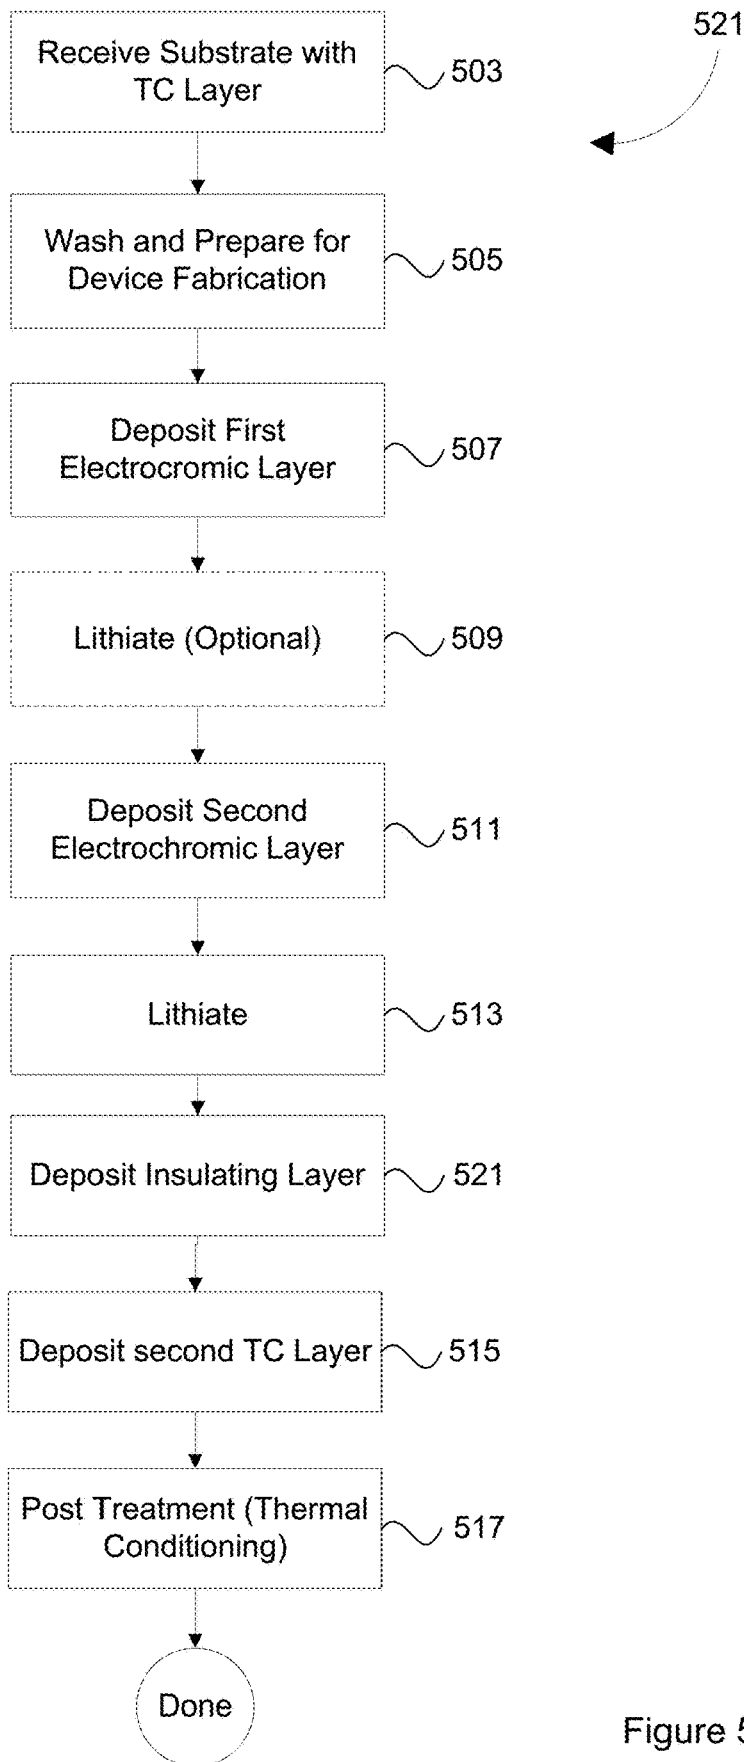 521
Receive Substrate with
TC Layer
503
Wash and Prepare for
Device Fabrication
505
Deposit First
Electrocromic Layer
507
Lithiate (Optional)
509
Deposit Second
Electrochromic Layer
511
Lithiate
513
Deposit Insulating Layer
521
Deposit second TC Layer
515
Post Treatment (Thermal
Conditioning)
517
Done
Figure 5